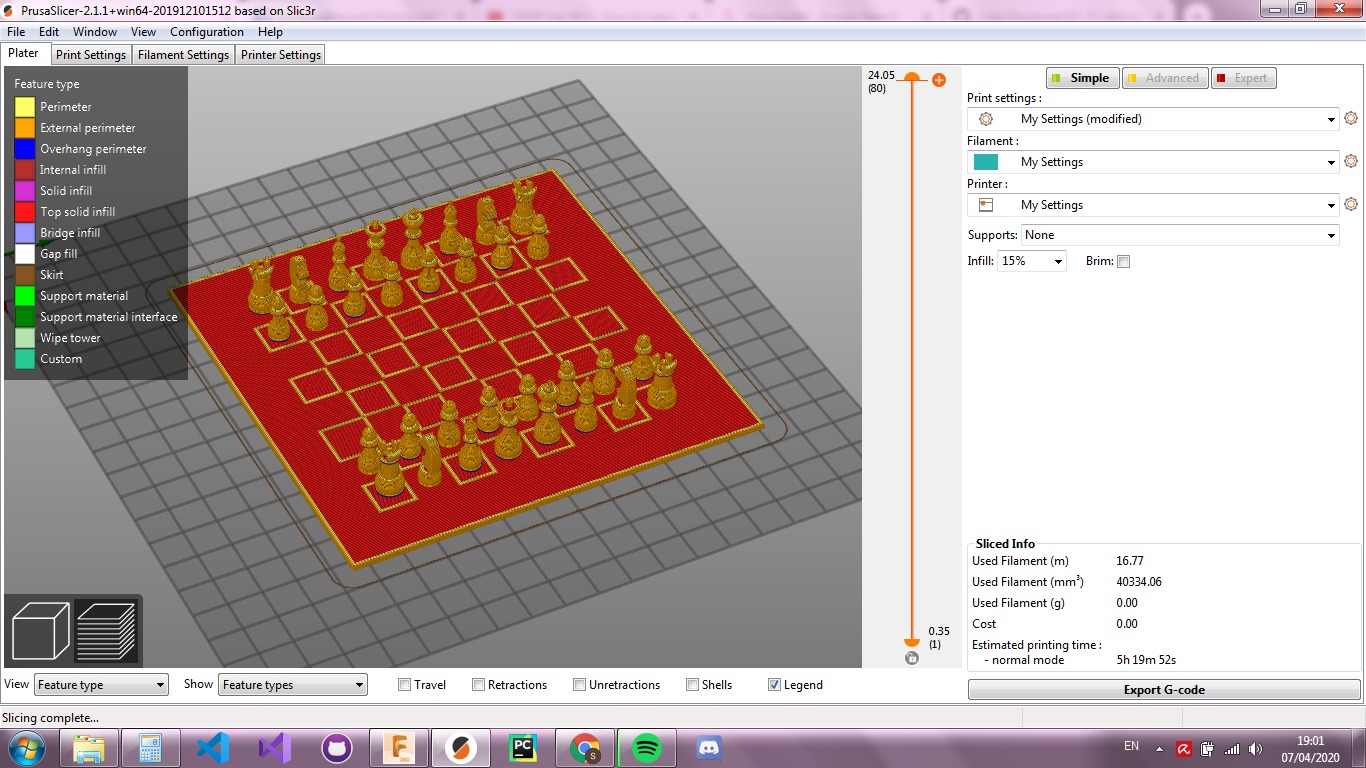 PrusaSlicer-2.1.1+win64-201912101512 based on Slic3r
File Edit Window View Configuration Help
Plater Print Settings Filament Settings Printer Settings
Feature type
Perimeter
External perimeter
Overhang perimeter
Internal infill
Solid infill
Top solid infill
Bridge infill
Gap fill
Skirt
Support material
Support material interface
Wipe tower
Custom
24.05
(80)
0.35
(1)
Simple Advanced Expert
Print settings :
My Settings (modified)
Filament :
My Settings
Printer :
My Settings
Supports: None
Infill: 15% Brim:
Sliced Info
Used Filament (m) 16.77
Used Filament (mm³) 40334.06
Used Filament (g) 0.00
Cost 0.00
Estimated printing time :
- normal mode 5h 19m 52s
Export G-code
View Feature type Show Feature types Travel Retractions Unretractions Shells Legend
Slicing complete...
F
360
PC
S
EN
19:01
07/04/2020